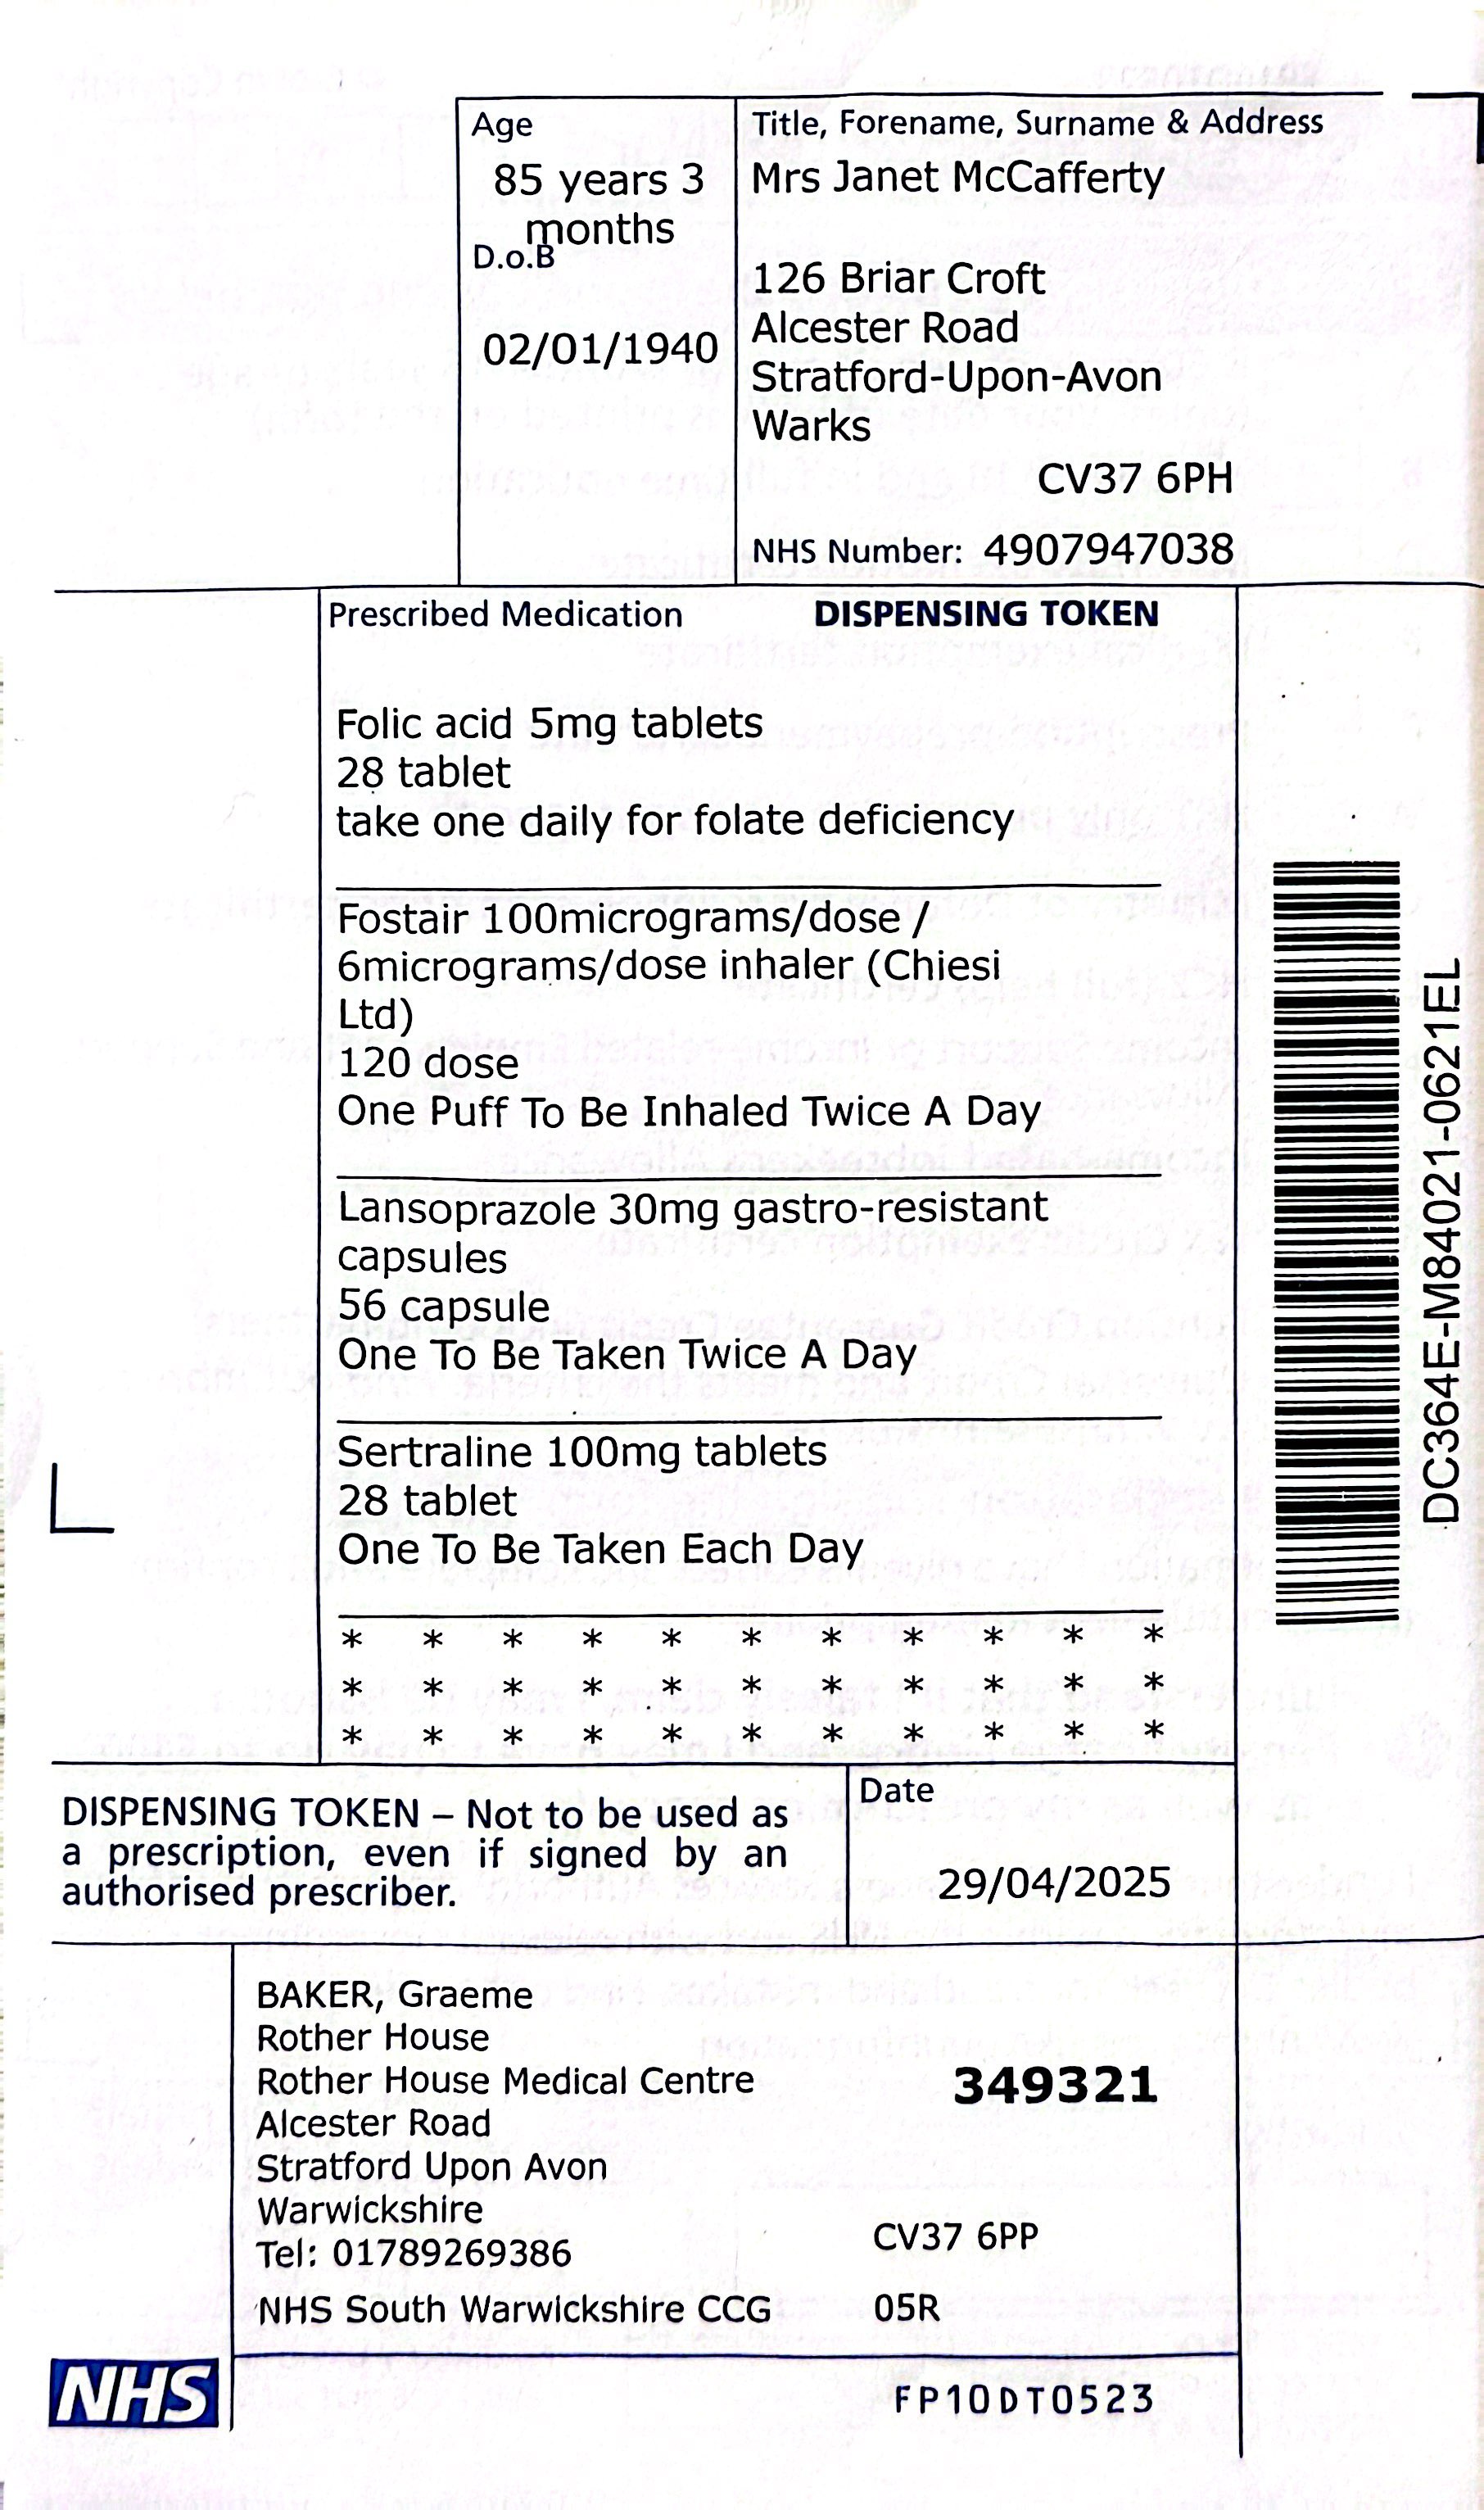 Age
85 years 3
months
D.o.B
02/01/1940
Title, Forename, Surname & Address
Mrs Janet McCafferty
126 Briar Croft
Alcester Road
Stratford-Upon-Avon
Warks
CV37 6PH
NHS Number: 4907947038
Prescribed Medication DISPENSING TOKEN
Folic acid 5mg tablets
28 tablet
take one daily for folate deficiency
Fostair 100micrograms/dose /
6micrograms/dose inhaler (Chiesi
Ltd)
120 dose
One Puff To Be Inhaled Twice A Day
Lansoprazole 30mg gastro-resistant
capsules
56 capsule
One To Be Taken Twice A Day
Sertraline 100mg tablets
28 tablet
One To Be Taken Each Day
* * * * * * * * * * *
* * * * * * * * * * *
* * * * * * * * * * *
DC364E-M84021-0621EL
DISPENSING TOKEN – Not to be used as
a prescription, even if signed by an
authorised prescriber.
Date
29/04/2025
BAKER, Graeme
Rother House
Rother House Medical Centre
Alcester Road
Stratford Upon Avon
Warwickshire
Tel: 01789269386
NHS South Warwickshire CCG
349321
CV37 6PP
05R
NHS
FP10DT0523